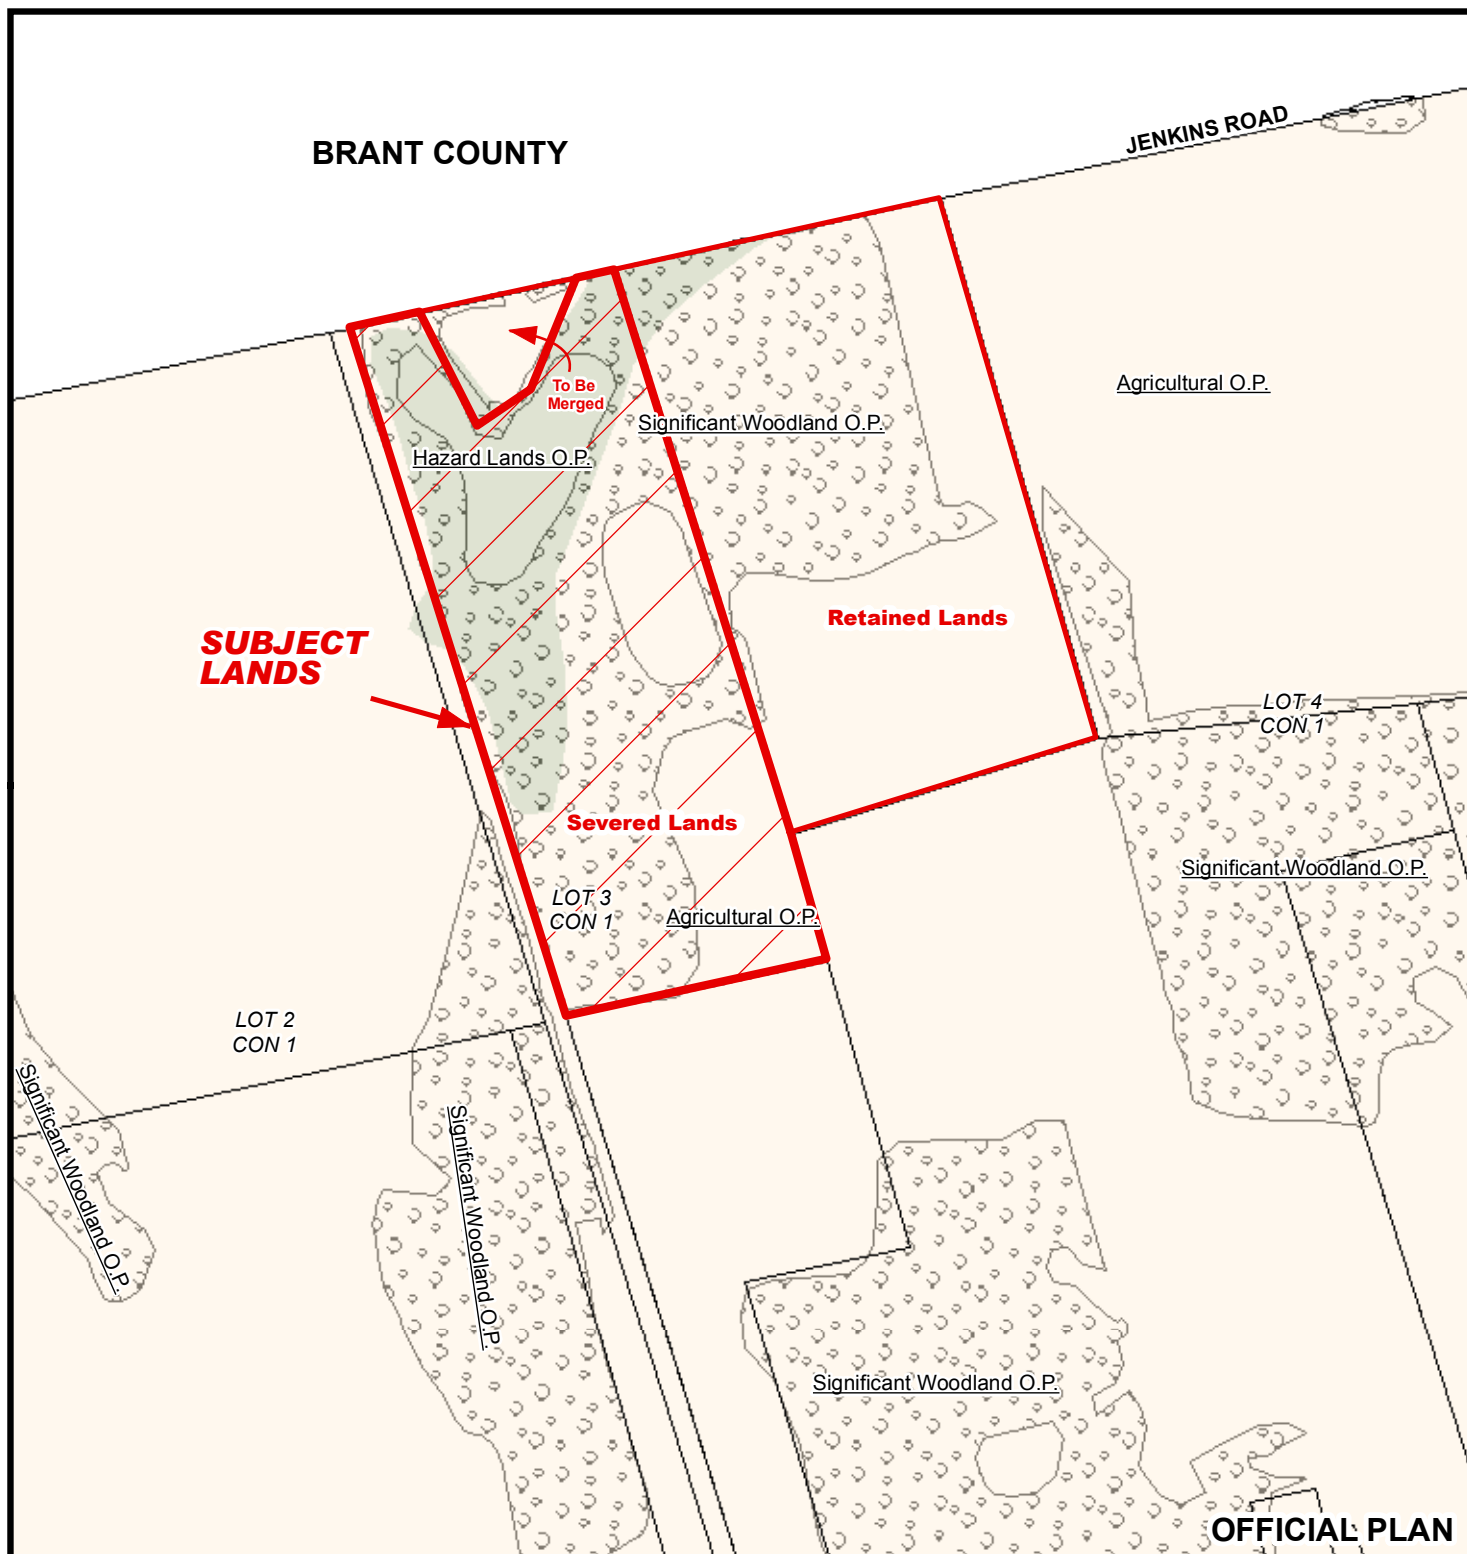 BRANT COUNTY
JENKINS ROAD
To Be
Merged
Agricultural O.P.
Significant Woodland O.P.
Hazard Lands O.P.
Retained Lands
SUBJECT
LANDS
LOT 4
CON 1
Severed Lands
Significant Woodland O.P.
LOT 3
CON 1
Agricultural O.P.
LOT 2
CON 1
Significant Woodland O.P.
Significant Woodland O.P.
Significant Woodland O.P.
OFFICIAL PLAN